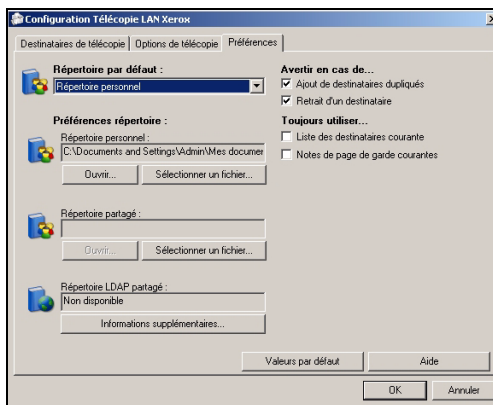 Configuration Télécopie LAN Xerox
Destinataires de télécopie
Options de télécopie
Préférences
Répertoire par défaut :
Répertoire personnel
Préférences répertoire :
Répertoire personnel :
C:\Documents and Settings\Admin\Mes documer
Ouvrir...
Sélectionner un fichier...
Répertoire partagé :
Ouvrir...
Sélectionner un fichier...
Répertoire LDAP partagé :
Non disponible
Informations supplémentaires...
Avertir en cas de...
Ajout de destinataires dupliqués
Retrait d'un destinataire
Toujours utiliser...
Liste des destinataires courante
Notes de page de garde courantes
Valeurs par défaut
Aide
OK
Annuler